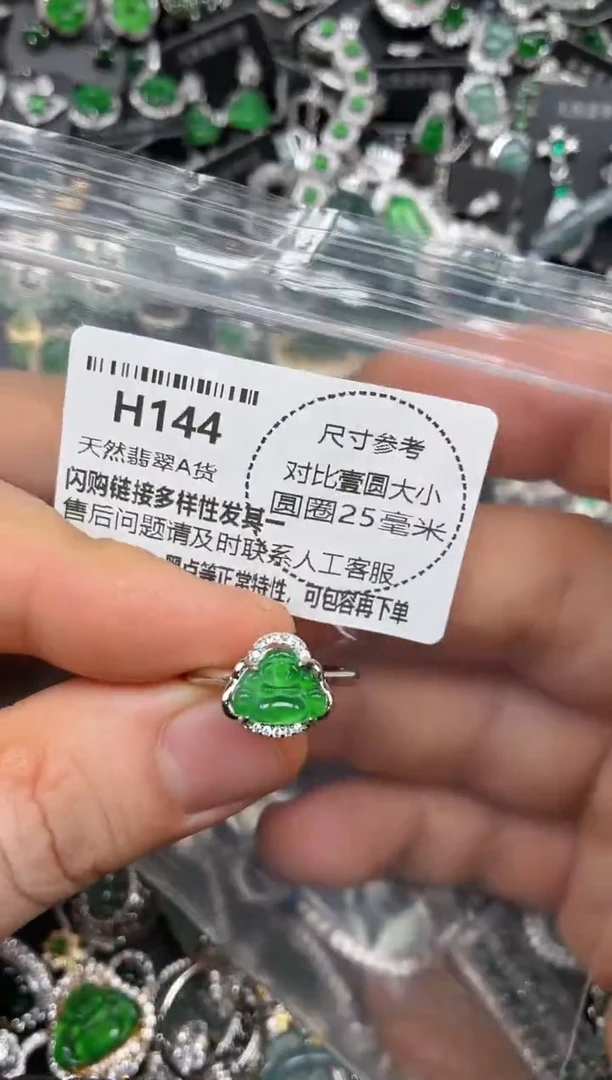 H144
天然翡翠A货
闪购链接多样性发其一
售后问题请及时联系人工客服
点等正常特性，可包容再下单
尺寸参考
对比壹圆大小
圆圈25毫米